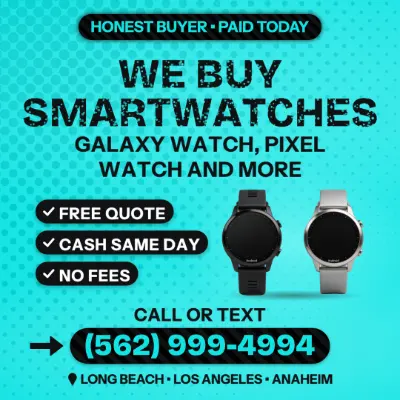 HONEST BUYER • PAID TODAY
WE BUY
SMARTWATCHES
GALAXY WATCH, PIXEL
WATCH AND MORE
✓ FREE QUOTE
✓ CASH SAME DAY
✓ NO FEES
CALL OR TEXT
(562) 999-4994
LONG BEACH • LOS ANGELES • ANAHEIM